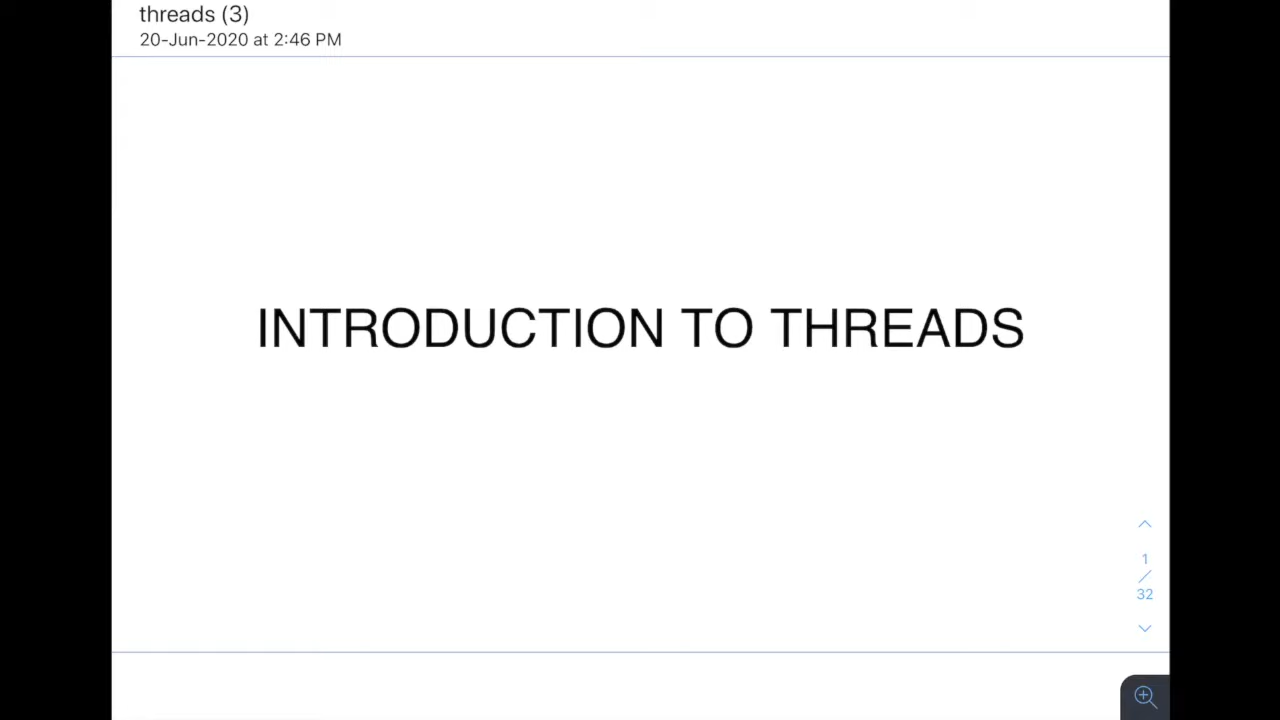 threads (3)
20-Jun-2020 at 2:46 PM
INTRODUCTION TO THREADS
1
/
32